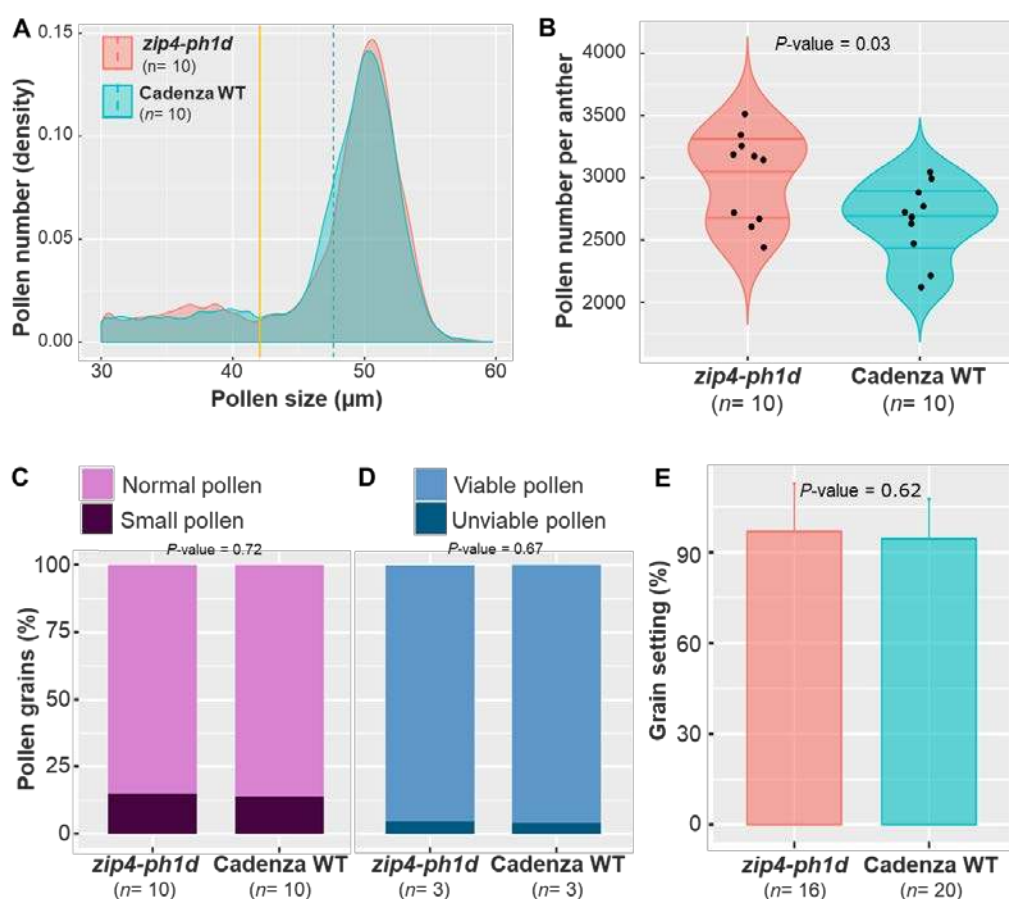 A
zip4-ph1d
(n= 10)
Cadenza WT
(n= 10)
0.15
0.10
0.05
0.00
Pollen number (density)
30
40
50
60
Pollen size (µm)
B
P-value = 0.03
4000
3500
3000
2500
2000
Pollen number per anther
zip4-ph1d
Cadenza WT
(n= 10)
(n= 10)
C
Normal pollen
Small pollen
P-value = 0.72
100
75
50
25
0
Pollen grains (%)
zip4-ph1d
Cadenza WT
(n= 10)
(n= 10)
D
Viable pollen
Unviable pollen
P-value = 0.67
zip4-ph1d
Cadenza WT
(n= 3)
(n= 3)
E
P-value = 0.62
90
60
30
0
Grain setting (%)
zip4-ph1d
Cadenza WT
(n= 16)
(n= 20)